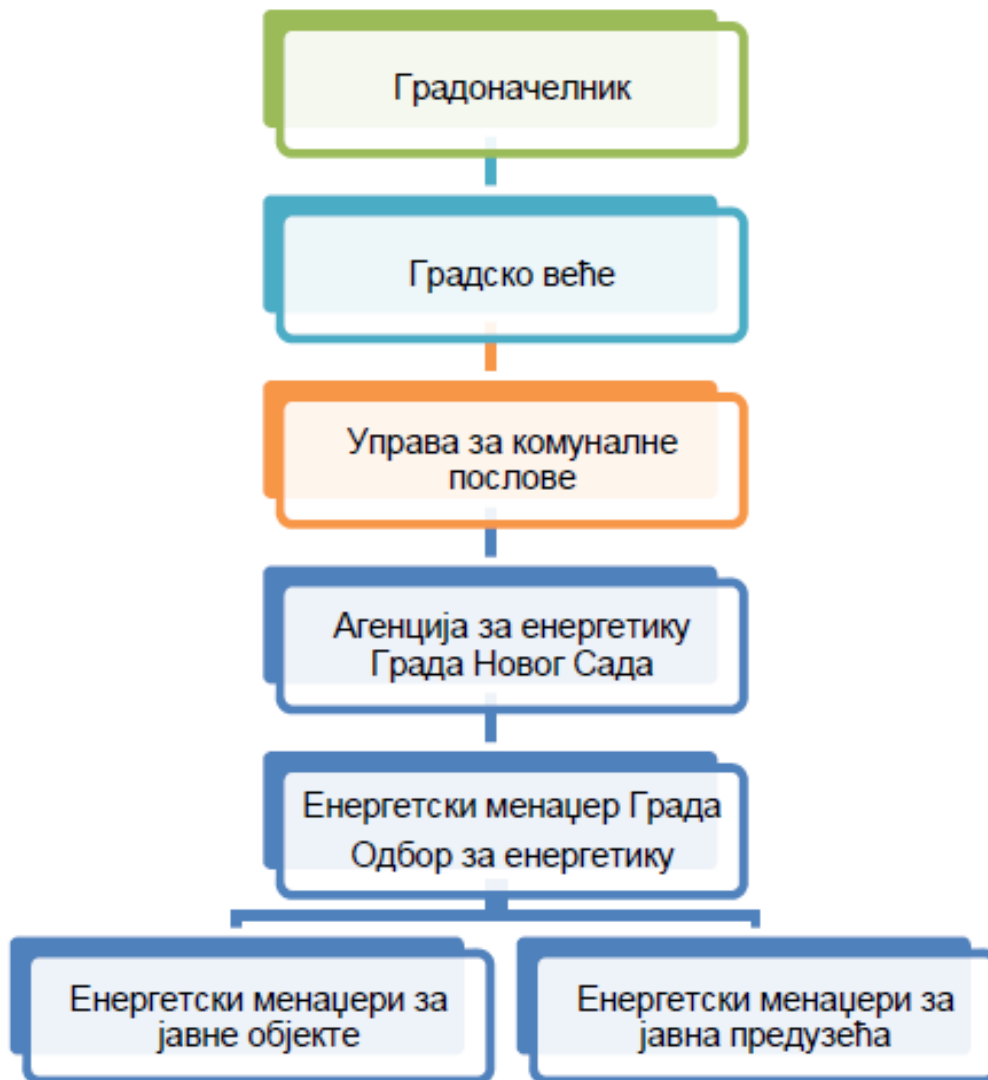 Градоначелник
Градско веће
Управа за комуналне
послове
Агенција за енергетику
Града Новог Сада
Енергетски менаџер Града
Одбор за енергетику
Енергетски менаџери за
јавне објекте
Енергетски менаџери за
јавна предузећа